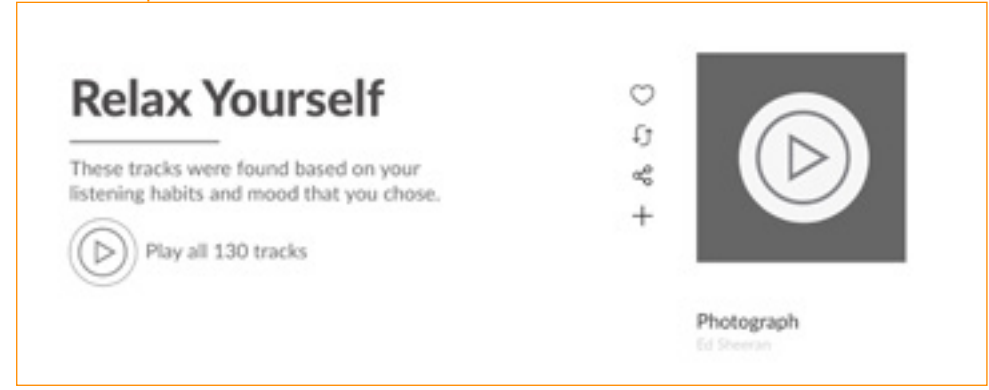 Relax Yourself
These tracks were found based on your
listening habits and mood that you chose.
Play all 130 tracks
Photograph
Ed Sheeran